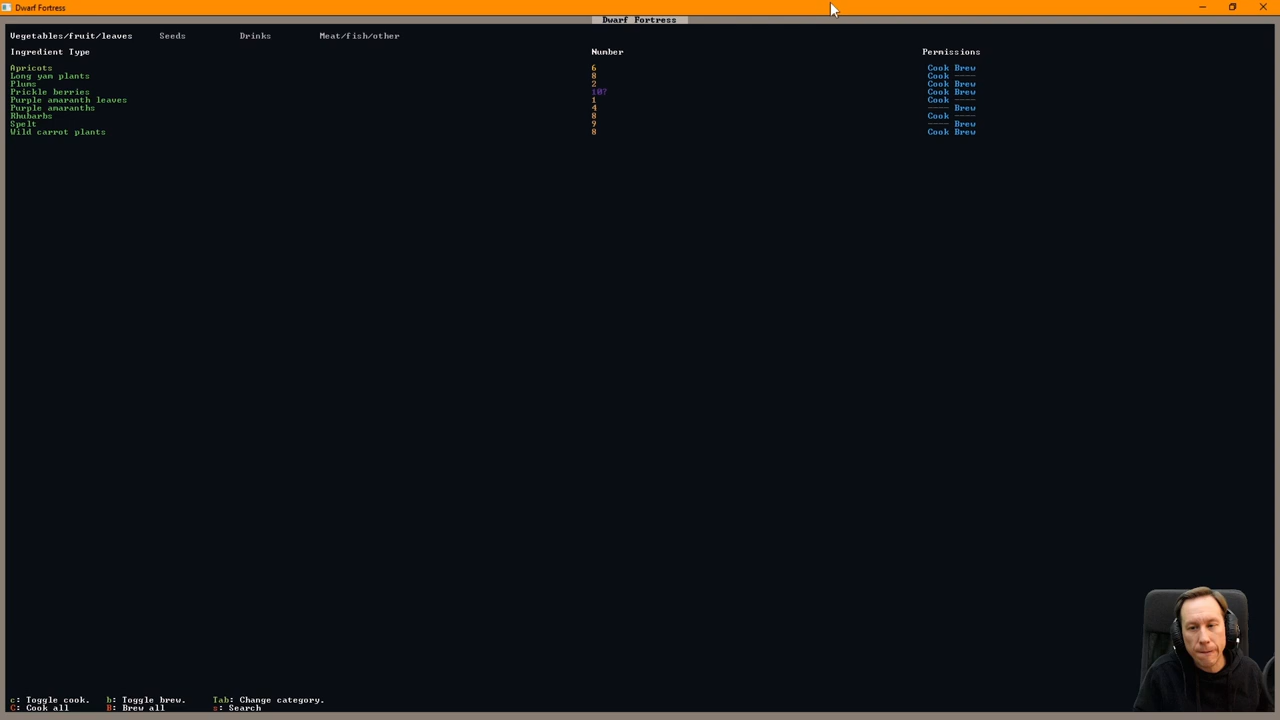 Dwarf Fortress
Dwarf Fortress
Vegetables/fruit/leaves Seeds Drinks Meat/fish/other
Ingredient Type Number Permissions
Apricots 6 Cook Brew
Long yam plants 8 Cook ----
Plums 2 Cook Brew
Prickle berries 10? Cook Brew
Purple amaranth leaves 1 Cook ----
Purple amaranths 4 ---- Brew
Rhubarbs 8 Cook ----
Spelt 9 ---- Brew
Wild carrot plants 8 Cook Brew
c: Toggle cook. b: Toggle brew. Tab: Change category.
C: Cook all B: Brew all s: Search